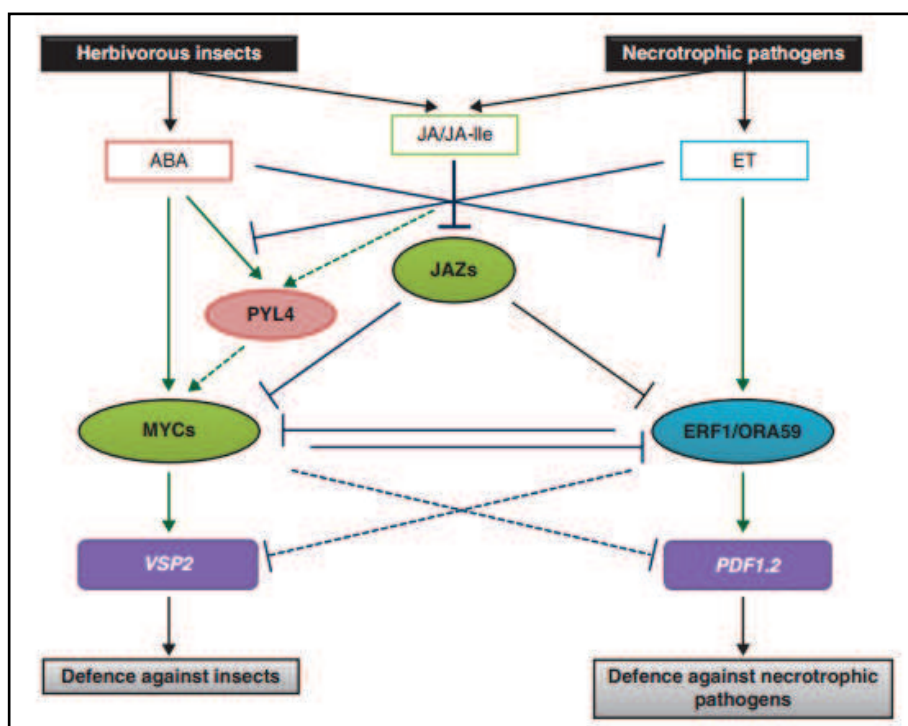 Herbivorous insects
Necrotrophic pathogens
JA/JA-Ile
ABA
ET
JAZs
PYL4
MYCs
ERF1/ORA59
VSP2
PDF1.2
Defence against insects
Defence against necrotrophic
pathogens